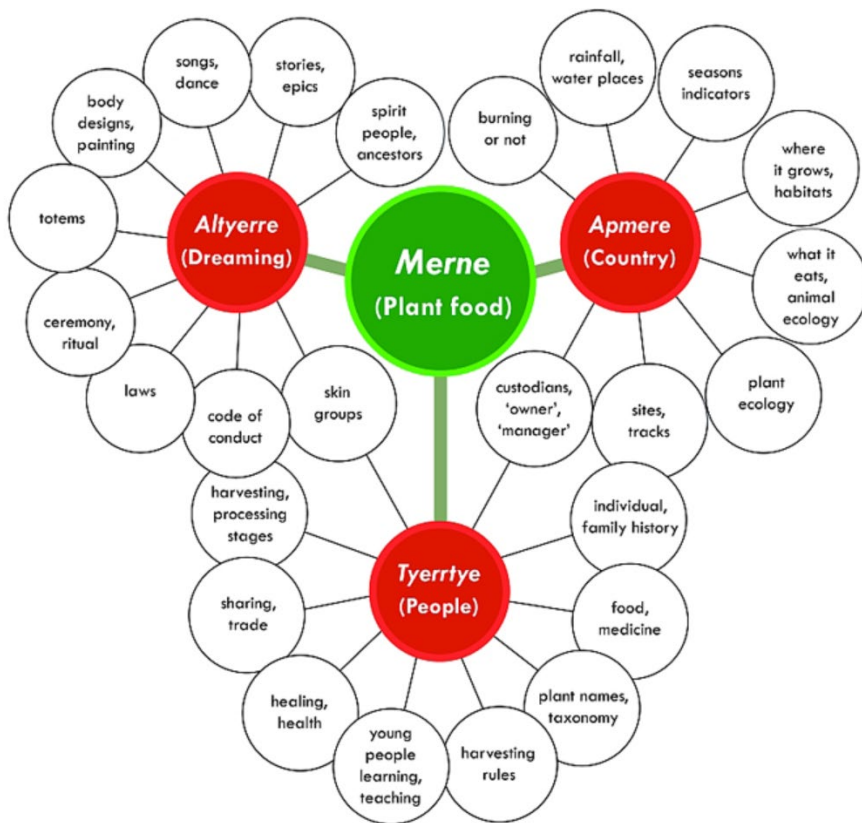 songs,
dance
stories,
epics
body
designs,
painting
spirit
people,
ancestors
totems
Altyerre
(Dreaming)
ceremony,
ritual
laws
code of
conduct
skin
groups
Merne
(Plant food)
burning
or not
rainfall,
water places
seasons
indicators
where
it grows,
habitats
Apmere
(Country)
what it
eats,
animal
ecology
plant
ecology
sites,
tracks
custodians,
‘owner’,
‘manager’
harvesting,
processing
stages
individual,
family history
Tyerrtye
(People)
sharing,
trade
food,
medicine
healing,
health
plant names,
taxonomy
young
people
learning,
teaching
harvesting
rules